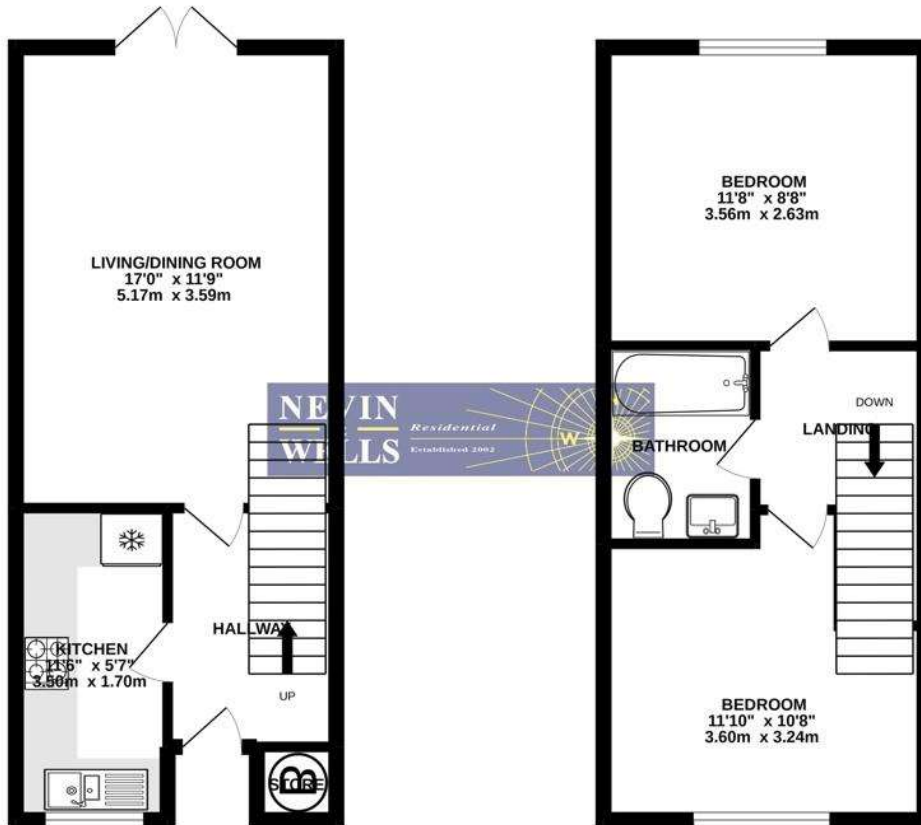 LIVING/DINING ROOM
17'0" x 11'9"
5.17m x 3.59m
BEDROOM
11'8" x 8'8"
3.56m x 2.63m
NEVIN
& WELLS
Residential
Established 2002
W
BATHROOM
LANDING
DOWN
KITCHEN
11'6" x 5'7"
3.50m x 1.70m
HALLWAY
UP
STORE
B
BEDROOM
11'10" x 10'8"
3.60m x 3.24m